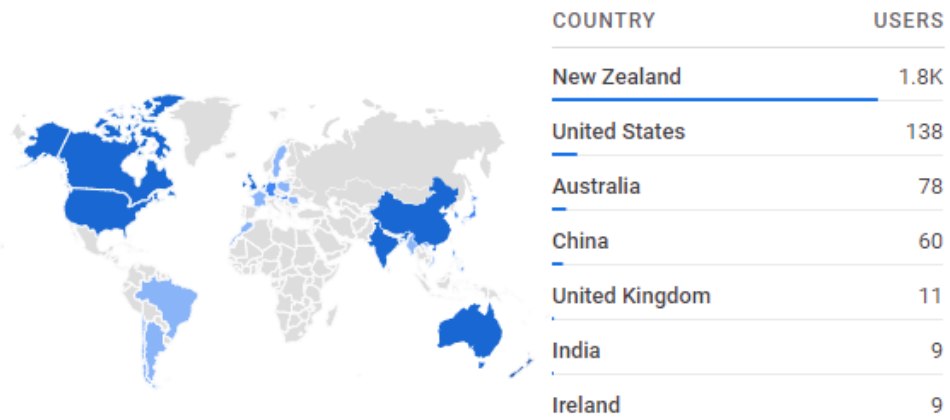 COUNTRY USERS
New Zealand 1.8K
United States 138
Australia 78
China 60
United Kingdom 11
India 9
Ireland 9